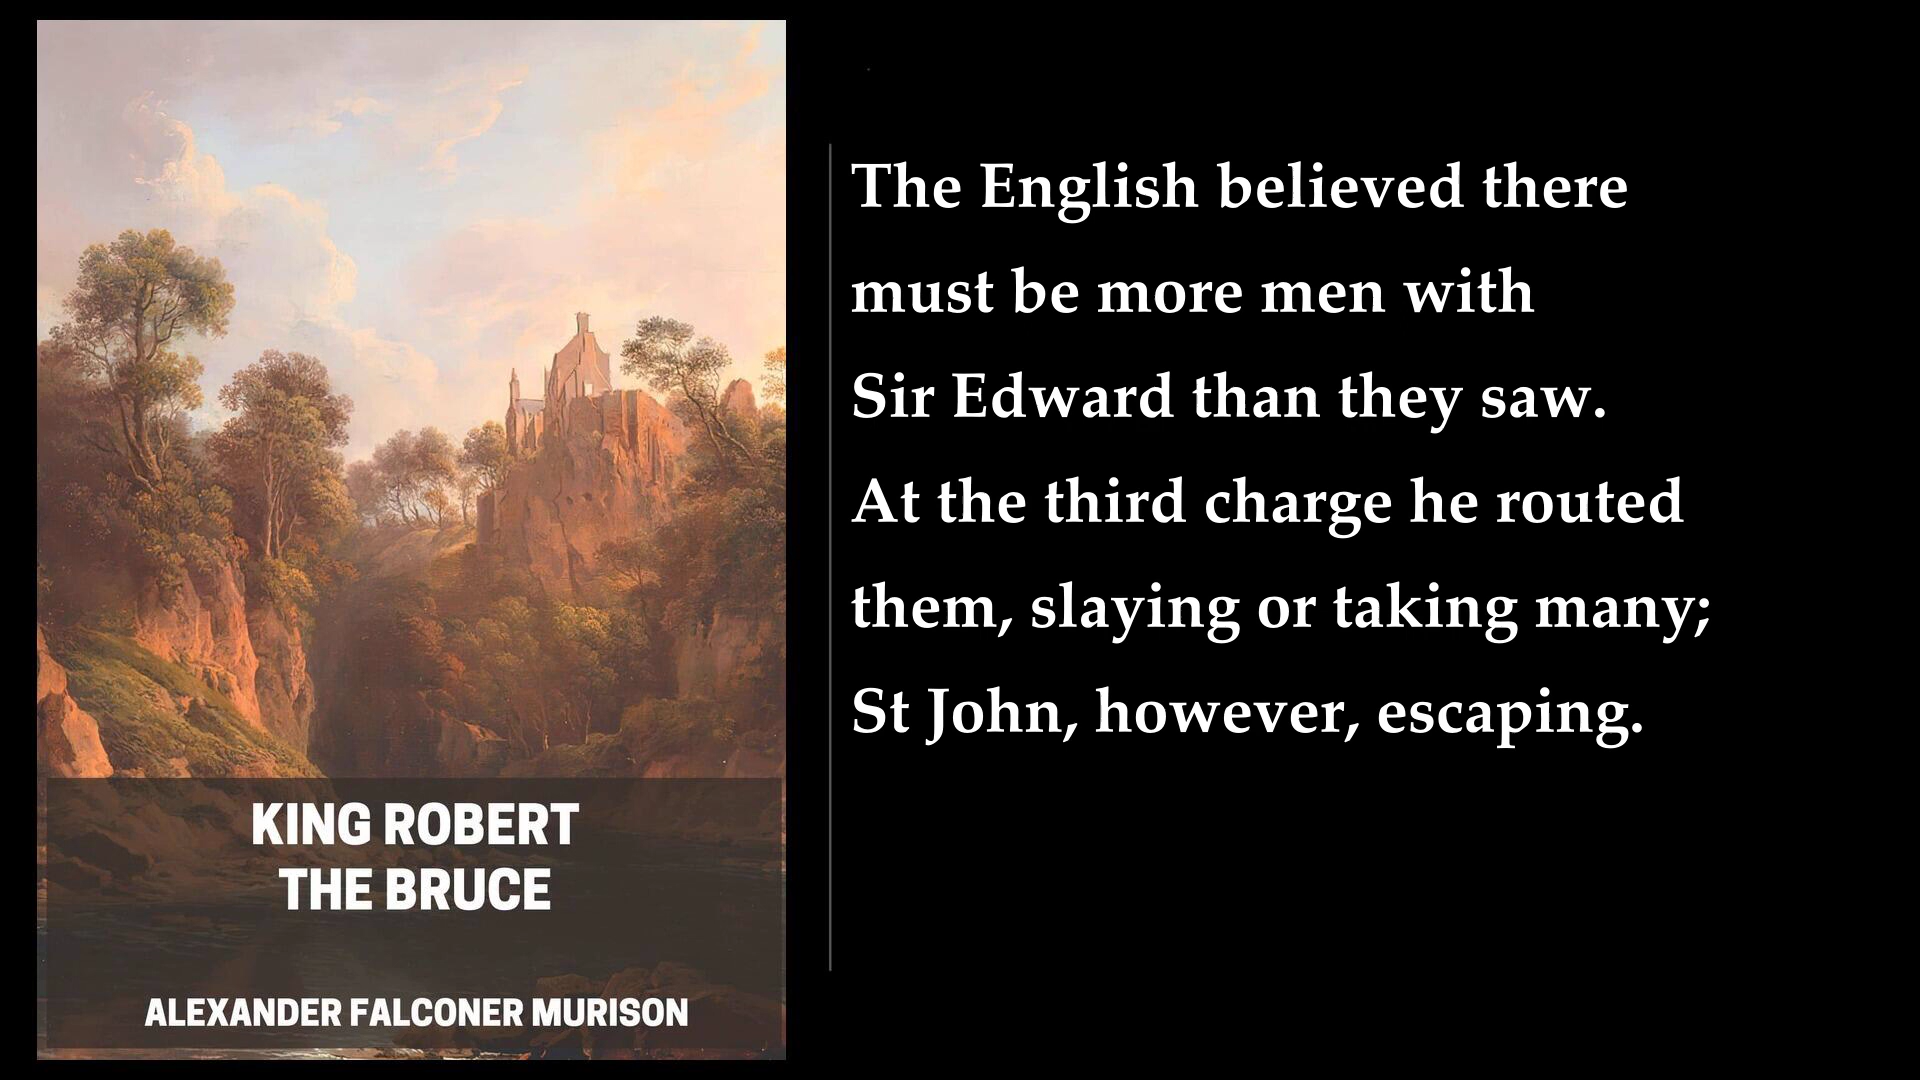 KING ROBERT
THE BRUCE
ALEXANDER FALCONER MURISON
The English believed there
must be more men with
Sir Edward than they saw.
At the third charge he routed
them, slaying or taking many;
St John, however, escaping.